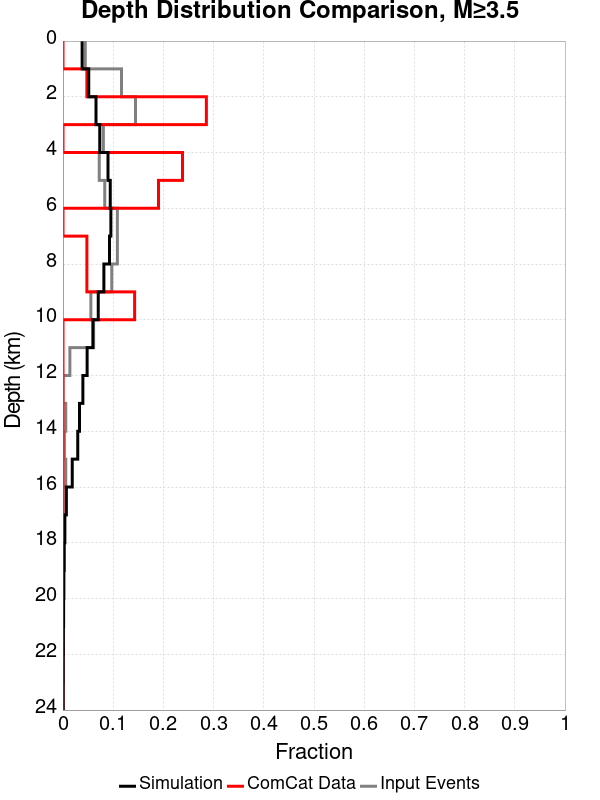 Depth Distribution Comparison, M≥3.5
0
2
4
6
8
10
12
14
16
18
20
22
24
Depth (km)
0 0.1 0.2 0.3 0.4 0.5 0.6 0.7 0.8 0.9 1
Fraction
Simulation ComCat Data Input Events